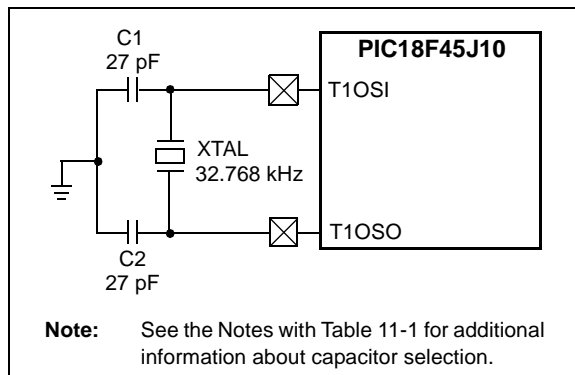 C1
27 pF
PIC18F45J10
T1OSI
XTAL
32.768 kHz
T1OSO
C2
27 pF
Note: See the Notes with Table 11-1 for additional
information about capacitor selection.